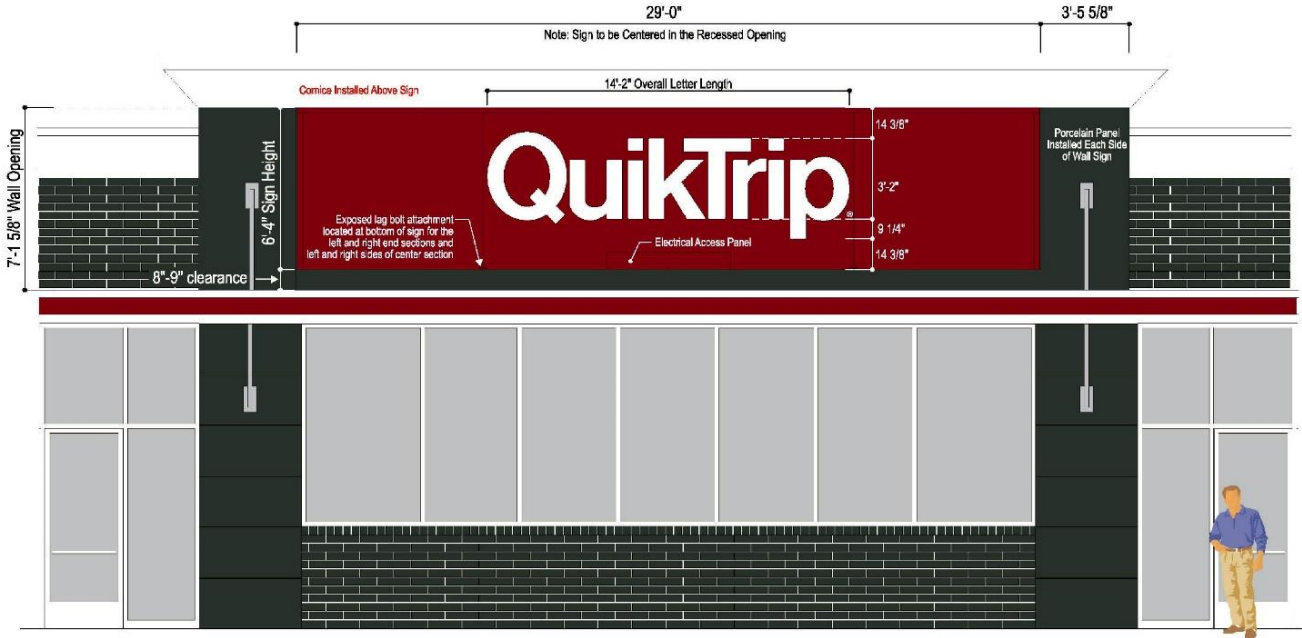 29'-0"
3'-5 5/8"
Note: Sign to be Centered in the Recessed Opening
Cornice Installed Above Sign
14'-2" Overall Letter Length
14 3/8"
Porcelain Panel
Installed Each Side
of Wall Sign
7'-1 5/8" Wall Opening
6'-4" Sign Height
QuikTrip
®
3'-2"
Exposed lag bolt attachment
located at bottom of sign for the
left and right end sections and
left and right sides of center section
9 1/4"
Electrical Access Panel
14 3/8"
8"-9" clearance